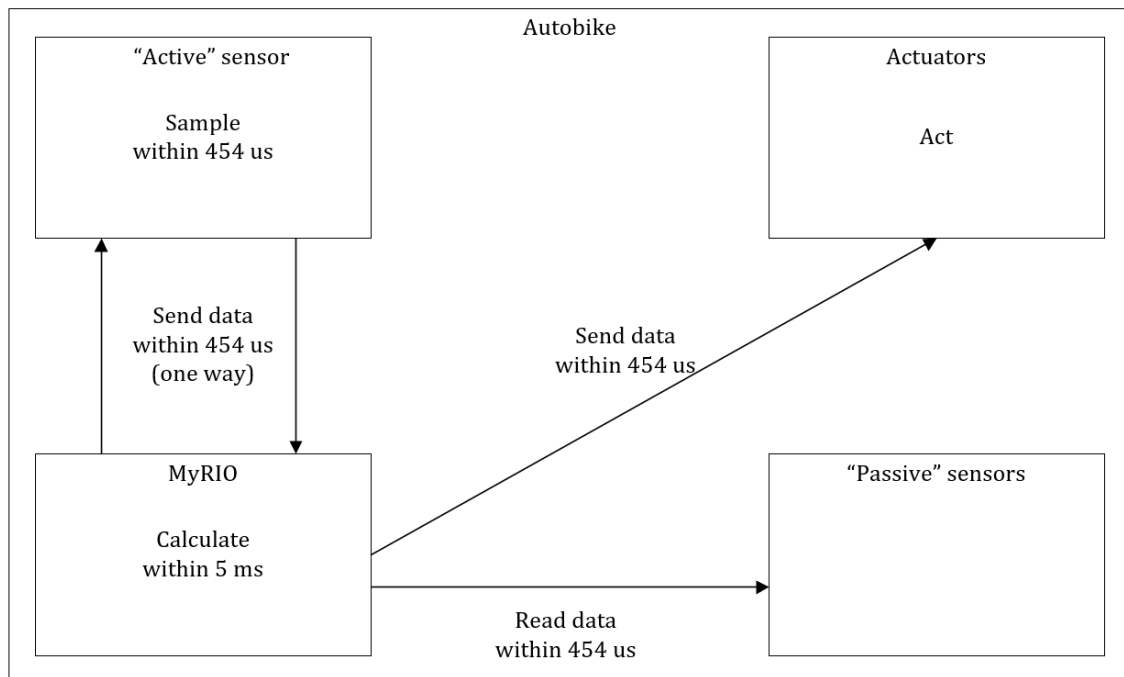 Autobike
“Active” sensor
Sample
within 454 us
Actuators
Act
Send data
within 454 us
(one way)
Send data
within 454 us
MyRIO
Calculate
within 5 ms
“Passive” sensors
Read data
within 454 us